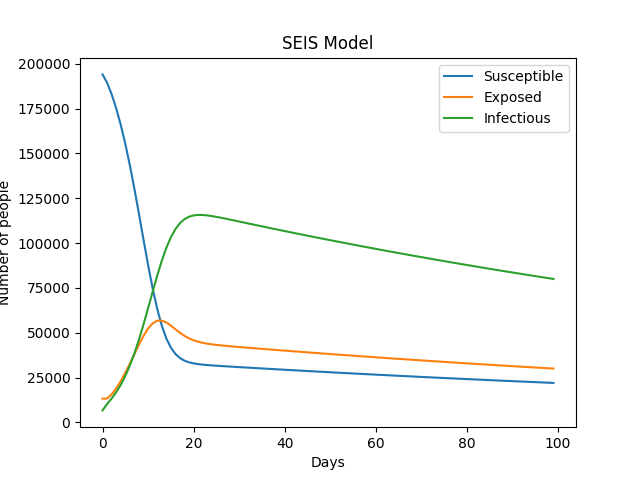 SEIS Model
200000
175000
150000
125000
100000
75000
50000
25000
0
Number of people
0 20 40 60 80 100
Days
Susceptible
Exposed
Infectious